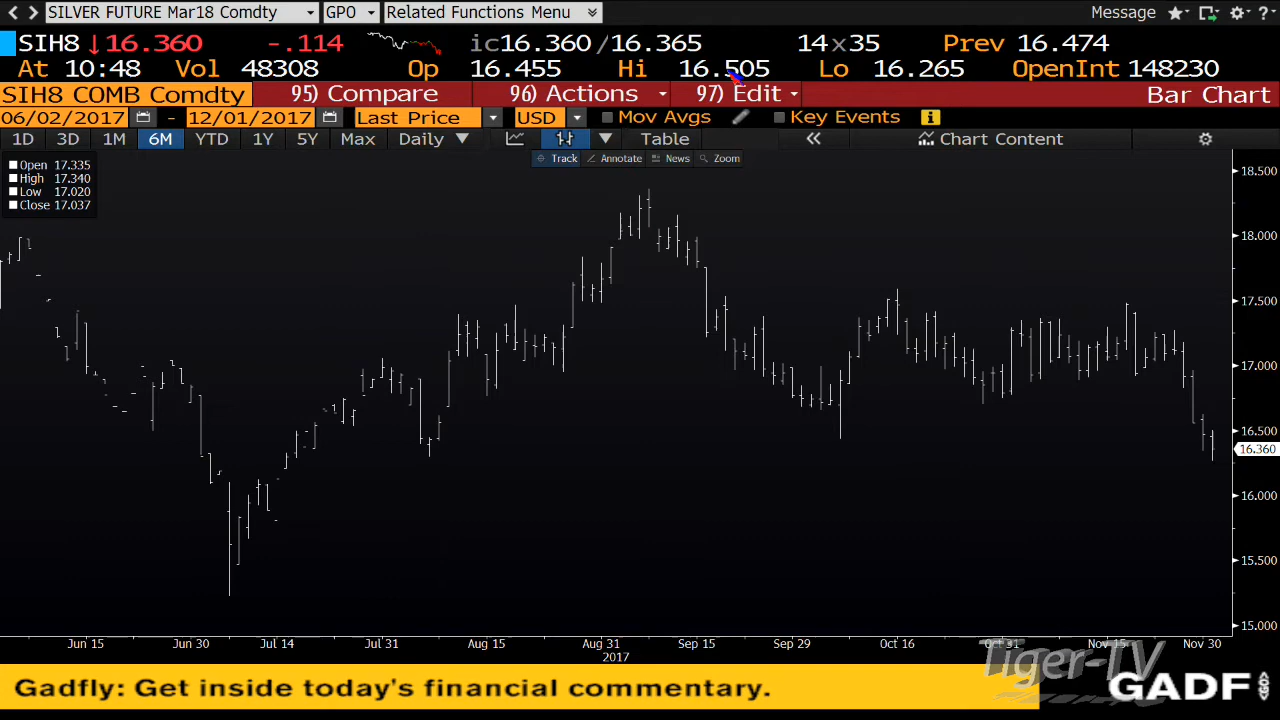 SILVER FUTURE Mar18 Comdty GPO Related Functions Menu Message
SIH8 ↓16.360 -.114 ic16.360/16.365 14x35 Prev 16.474
At 10:48 Vol 48308 Op 16.455 Hi 16.505 Lo 16.265 OpenInt 148230
SIH8 COMB Comdty 95) Compare 96) Actions 97) Edit Bar Chart
06/02/2017 - 12/01/2017 Last Price USD Mov Avgs Key Events
1D 3D 1M 6M YTD 1Y 5Y Max Daily Table Chart Content
Track Annotate News Zoom
Open 17.335
High 17.340
Low 17.020
Close 17.037
18.500
18.000
17.500
17.000
16.500
16.360
16.000
15.500
15.000
Jun 15 Jun 30 Jul 14 Jul 31 Aug 15 Aug 31 Sep 15 Sep 29 Oct 16 Oct 31 Nov 15 Nov 30
2017
Tiger-TV
Gadfly: Get inside today's financial commentary. GADF <GO>